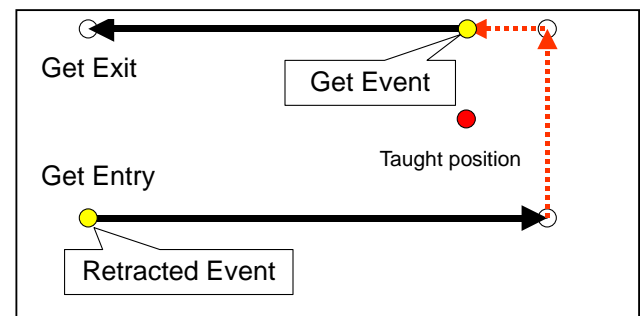 Get Exit
Get Event
Taught position
Get Entry
Retracted Event